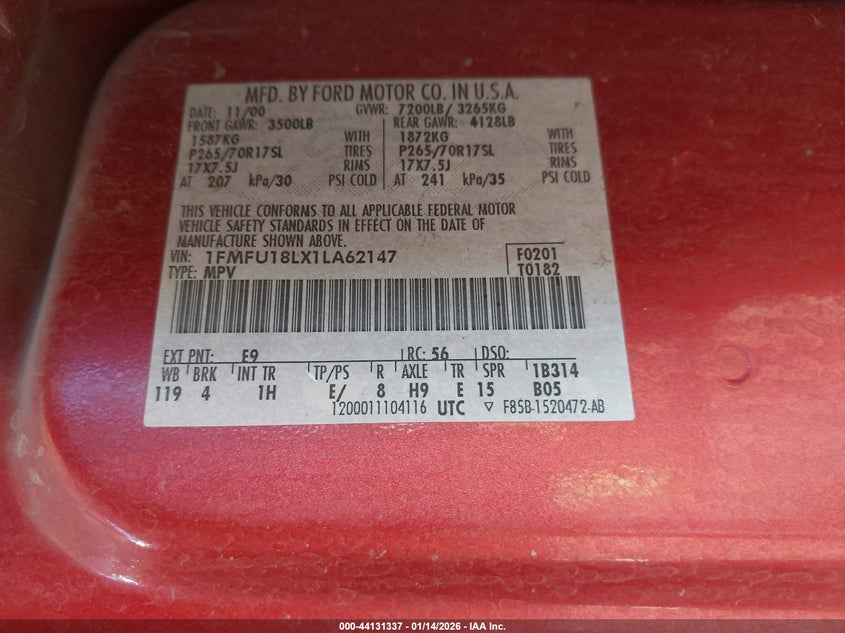 MFD. BY FORD MOTOR CO. IN U.S.A.
DATE: 11/00 GVWR: 7200LB/ 3265KG
FRONT GAWR: 3500LB REAR GAWR: 4128LB
1587KG WITH 1872KG WITH
P265/70R17SL TIRES P265/70R17SL TIRES
17X7.5J RIMS 17X7.5J RIMS
AT 207 kPa/30 PSI COLD AT 241 kPa/35 PSI COLD
THIS VEHICLE CONFORMS TO ALL APPLICABLE FEDERAL MOTOR
VEHICLE SAFETY STANDARDS IN EFFECT ON THE DATE OF
MANUFACTURE SHOWN ABOVE.
VIN: 1FMFU18LX1LA62147 F0201
TYPE: MPV T0182
EXT PNT: E9 RC: 56 DSO:
WB BRK INT TR TP/PS R AXLE TR SPR 1B314
119 4 1H E/ 8 H9 E 15 B05
1200011104116 UTC ▽ F85B-1520472-AB
000-44131337 - 01/14/2026 - IAA Inc.